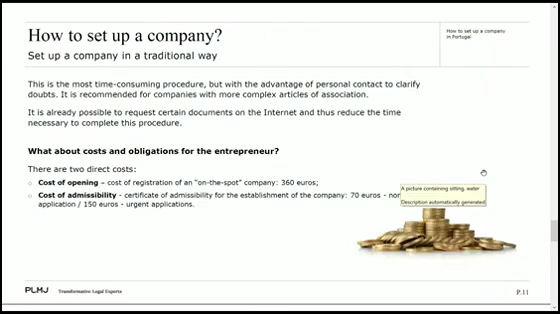 How to set up a company?
Set up a company in a traditional way
How to set up a company
in Portugal
This is the most time-consuming procedure, but with the advantage of personal contact to clarify
doubts. It is recommended for companies with more complex articles of association.
It is already possible to request certain documents on the Internet and thus reduce the time
necessary to complete this procedure.
What about costs and obligations for the entrepreneur?
There are two direct costs:
Cost of opening – cost of registration of an "on-the-spot" company: 360 euros;
Cost of admissibility - certificate of admissibility for the establishment of the company: 70 euros - nor
application / 150 euros - urgent applications.
A picture containing sitting, water
Description automatically generated
PLMJ Transformative Legal Experts
P.11